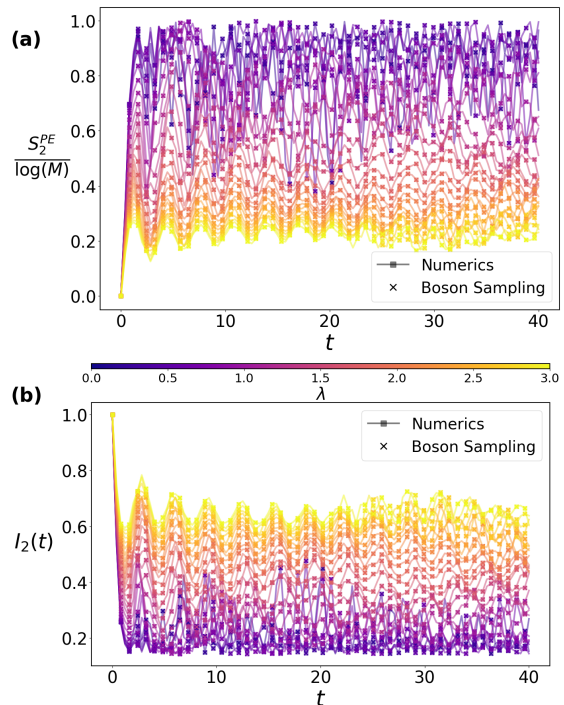 (a)
1.0
0.8
0.6
0.4
0.2
0.0
S_2^{PE}
log(M)
Numerics
Boson Sampling
0 10 20 30 40
t
0.0 0.5 1.0 1.5 2.0 2.5 3.0
λ
(b)
1.0
0.8
0.6
0.4
0.2
I_2(t)
Numerics
Boson Sampling
0 10 20 30 40
t